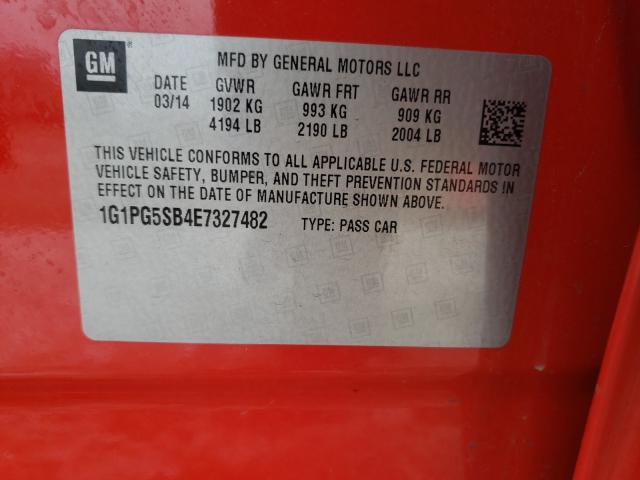 GM
MFD BY GENERAL MOTORS LLC
DATE GVWR GAWR FRT GAWR RR
03/14 1902 KG 993 KG 909 KG
4194 LB 2190 LB 2004 LB
THIS VEHICLE CONFORMS TO ALL APPLICABLE U.S. FEDERAL MOTOR
VEHICLE SAFETY, BUMPER, AND THEFT PREVENTION STANDARDS IN
EFFECT ON THE DATE OF MANUFACTURE SHOWN ABOVE.
1G1PG5SB4E7327482 TYPE: PASS CAR